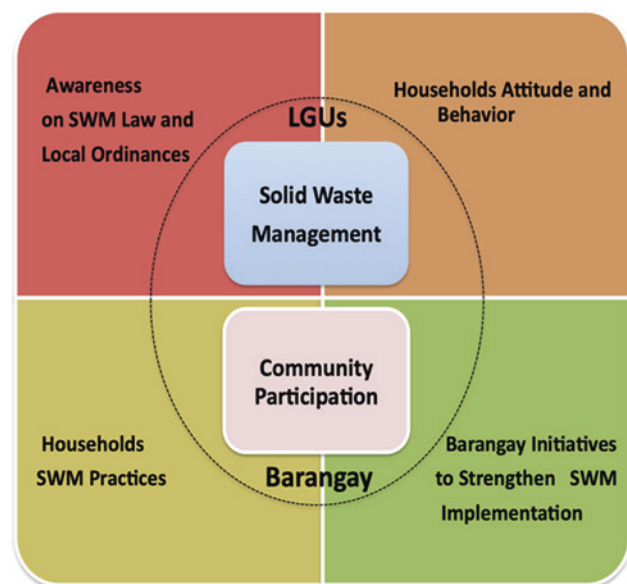 Awareness
on SWM Law and
Local Ordinances
Households Attitude and
Behavior
LGUs
Solid Waste
Management
Community
Participation
Barangay
Households
SWM Practices
Barangay Initiatives
to Strengthen SWM
Implementation